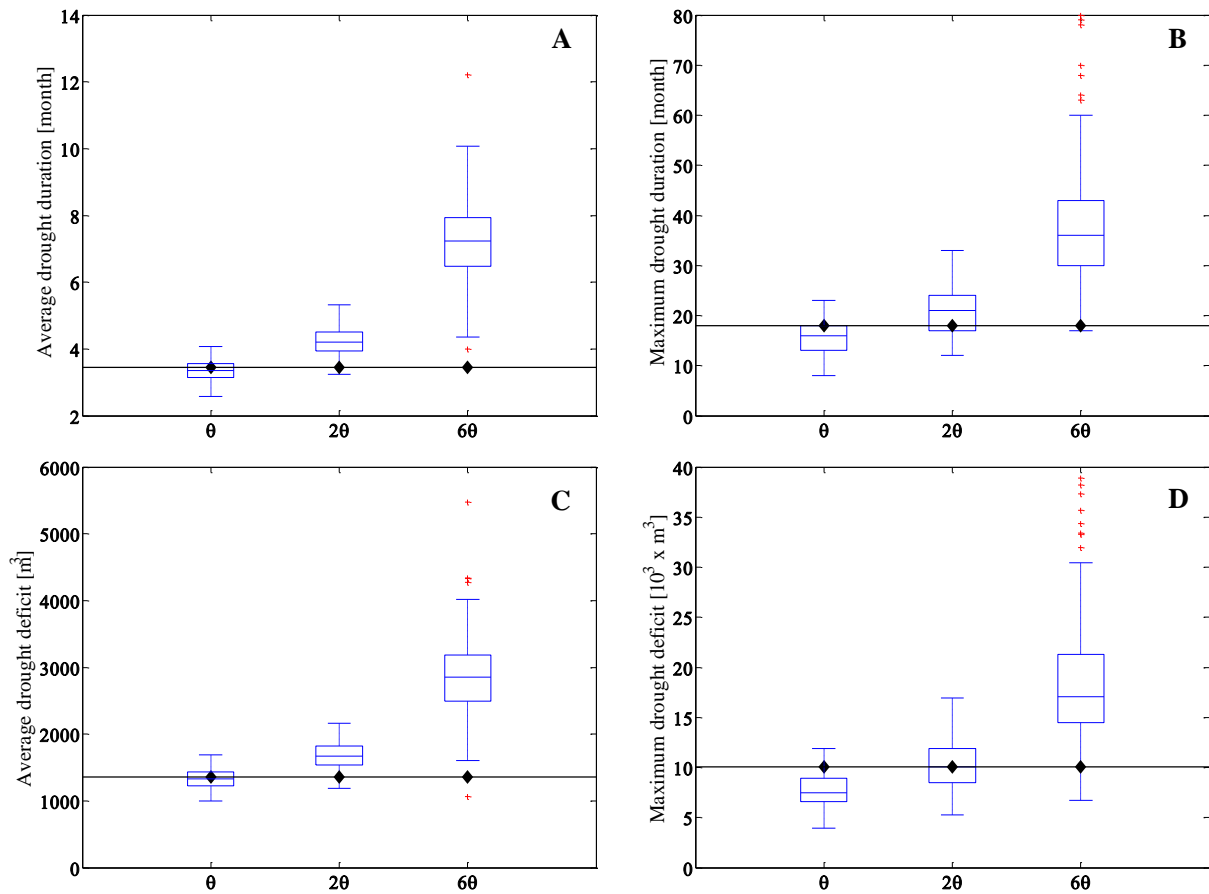 A
Average drought duration [month]
14
12
10
8
6
4
2
θ 2θ 6θ
B
Maximum drought duration [month]
80
70
60
50
40
30
20
10
0
θ 2θ 6θ
C
Average drought deficit [m³]
6000
5000
4000
3000
2000
1000
0
θ 2θ 6θ
D
Maximum drought deficit [10³ x m³]
40
35
30
25
20
15
10
5
0
θ 2θ 6θ